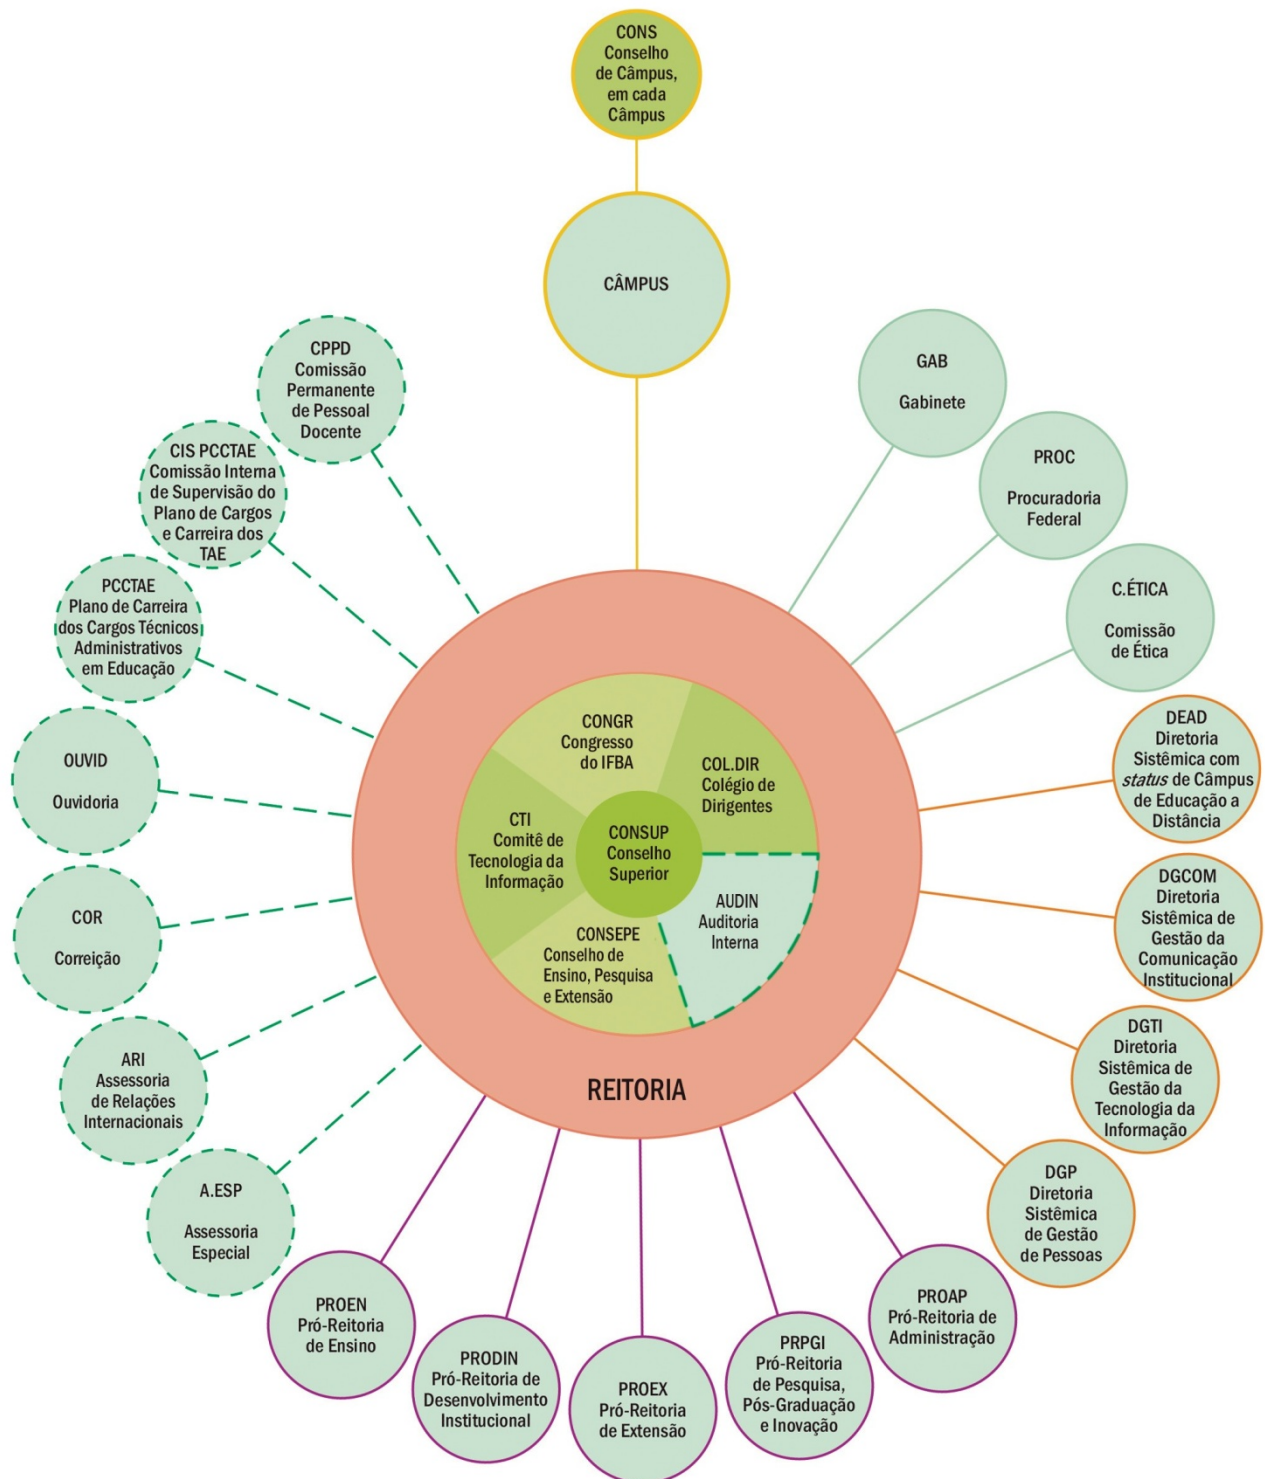 CONS
Conselho
de Câmpus,
em cada
Câmpus
CÂMPUS
CPPD
Comissão
Permanente
de Pessoal
Docente
CIS PCCTAE
Comissão Interna
de Supervisão do
Plano de Cargos
e Carreira dos
TAE
PCCTAE
Plano de Carreira
dos Cargos Técnicos
Administrativos
em Educação
OUVID
Ouvidoria
COR
Correição
ARI
Assessoria
de Relações
Internacionais
A.ESP
Assessoria
Especial
GAB
Gabinete
PROC
Procuradoria
Federal
C.ÉTICA
Comissão
de Ética
DEAD
Diretoria
Sistêmica com
status de Câmpus
de Educação a
Distância
DGCOM
Diretoria
Sistêmica de
Gestão da
Comunicação
Institucional
DGTI
Diretoria
Sistêmica de
Gestão da
Tecnologia da
Informação
DGP
Diretoria
Sistêmica
de Gestão
de Pessoas
CONGR
Congresso
do IFBA
COL.DIR
Colégio de
Dirigentes
CTI
Comitê de
Tecnologia da
Informação
CONSUP
Conselho
Superior
AUDIN
Auditoria
Interna
CONSEPE
Conselho de
Ensino, Pesquisa
e Extensão
REITORIA
PROEN
Pró-Reitoria
de Ensino
PRODIN
Pró-Reitoria de
Desenvolvimento
Institucional
PROEX
Pró-Reitoria
de Extensão
PRPGI
Pró-Reitoria
de Pesquisa,
Pós-Graduação
e Inovação
PROAP
Pró-Reitoria de
Administração